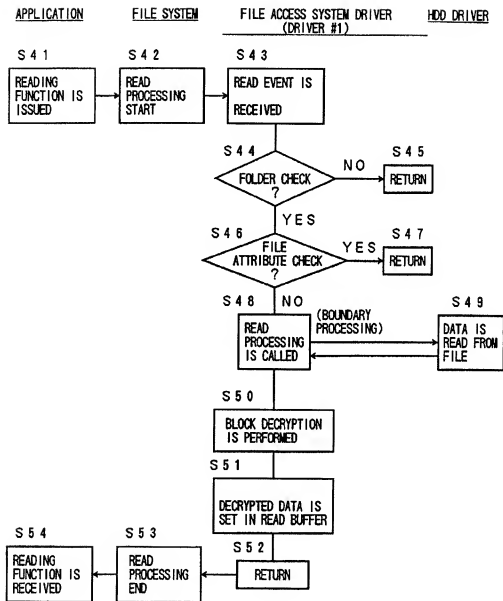 APPLICATION FILE SYSTEM FILE ACCESS SYSTEM DRIVER HDD DRIVER
(DRIVER #1)
S41 S42 S43
READING
FUNCTION IS
ISSUED
READ
PROCESSING
START
READ EVENT IS
RECEIVED
S44
FOLDER CHECK
?
NO
S45
RETURN
YES
S46
FILE
ATTRIBUTE CHECK
?
YES
S47
RETURN
NO
S48
READ
PROCESSING
IS CALLED
(BOUNDARY
PROCESSING)
S49
DATA IS
READ FROM
FILE
S50
BLOCK DECRYPTION
IS PERFORMED
S51
DECRYPTED DATA IS
SET IN READ BUFFER
S52
RETURN
S53
READ
PROCESSING
END
S54
READING
FUNCTION IS
RECEIVED